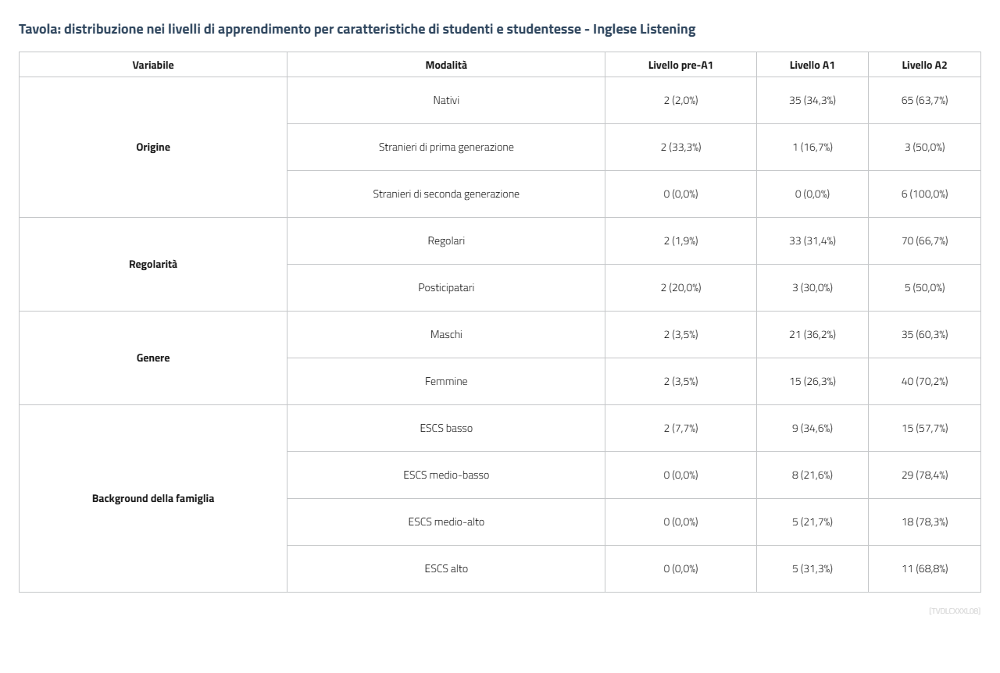 Tavola: distribuzione nei livelli di apprendimento per caratteristiche di studenti e studentesse - Inglese Listening
Variabile Modalità Livello pre-A1 Livello A1 Livello A2
Origine
Nativi 2 (2,0%) 35 (34,3%) 65 (63,7%)
Stranieri di prima generazione 2 (33,3%) 1 (16,7%) 3 (50,0%)
Stranieri di seconda generazione 0 (0,0%) 0 (0,0%) 6 (100,0%)
Regolarità
Regolari 2 (1,9%) 33 (31,4%) 70 (66,7%)
Posticipatari 2 (20,0%) 3 (30,0%) 5 (50,0%)
Genere
Maschi 2 (3,5%) 21 (36,2%) 35 (60,3%)
Femmine 2 (3,5%) 15 (26,3%) 40 (70,2%)
Background della famiglia
ESCS basso 2 (7,7%) 9 (34,6%) 15 (57,7%)
ESCS medio-basso 0 (0,0%) 8 (21,6%) 29 (78,4%)
ESCS medio-alto 0 (0,0%) 5 (21,7%) 18 (78,3%)
ESCS alto 0 (0,0%) 5 (31,3%) 11 (68,8%)
[TVDLCXXXL08]